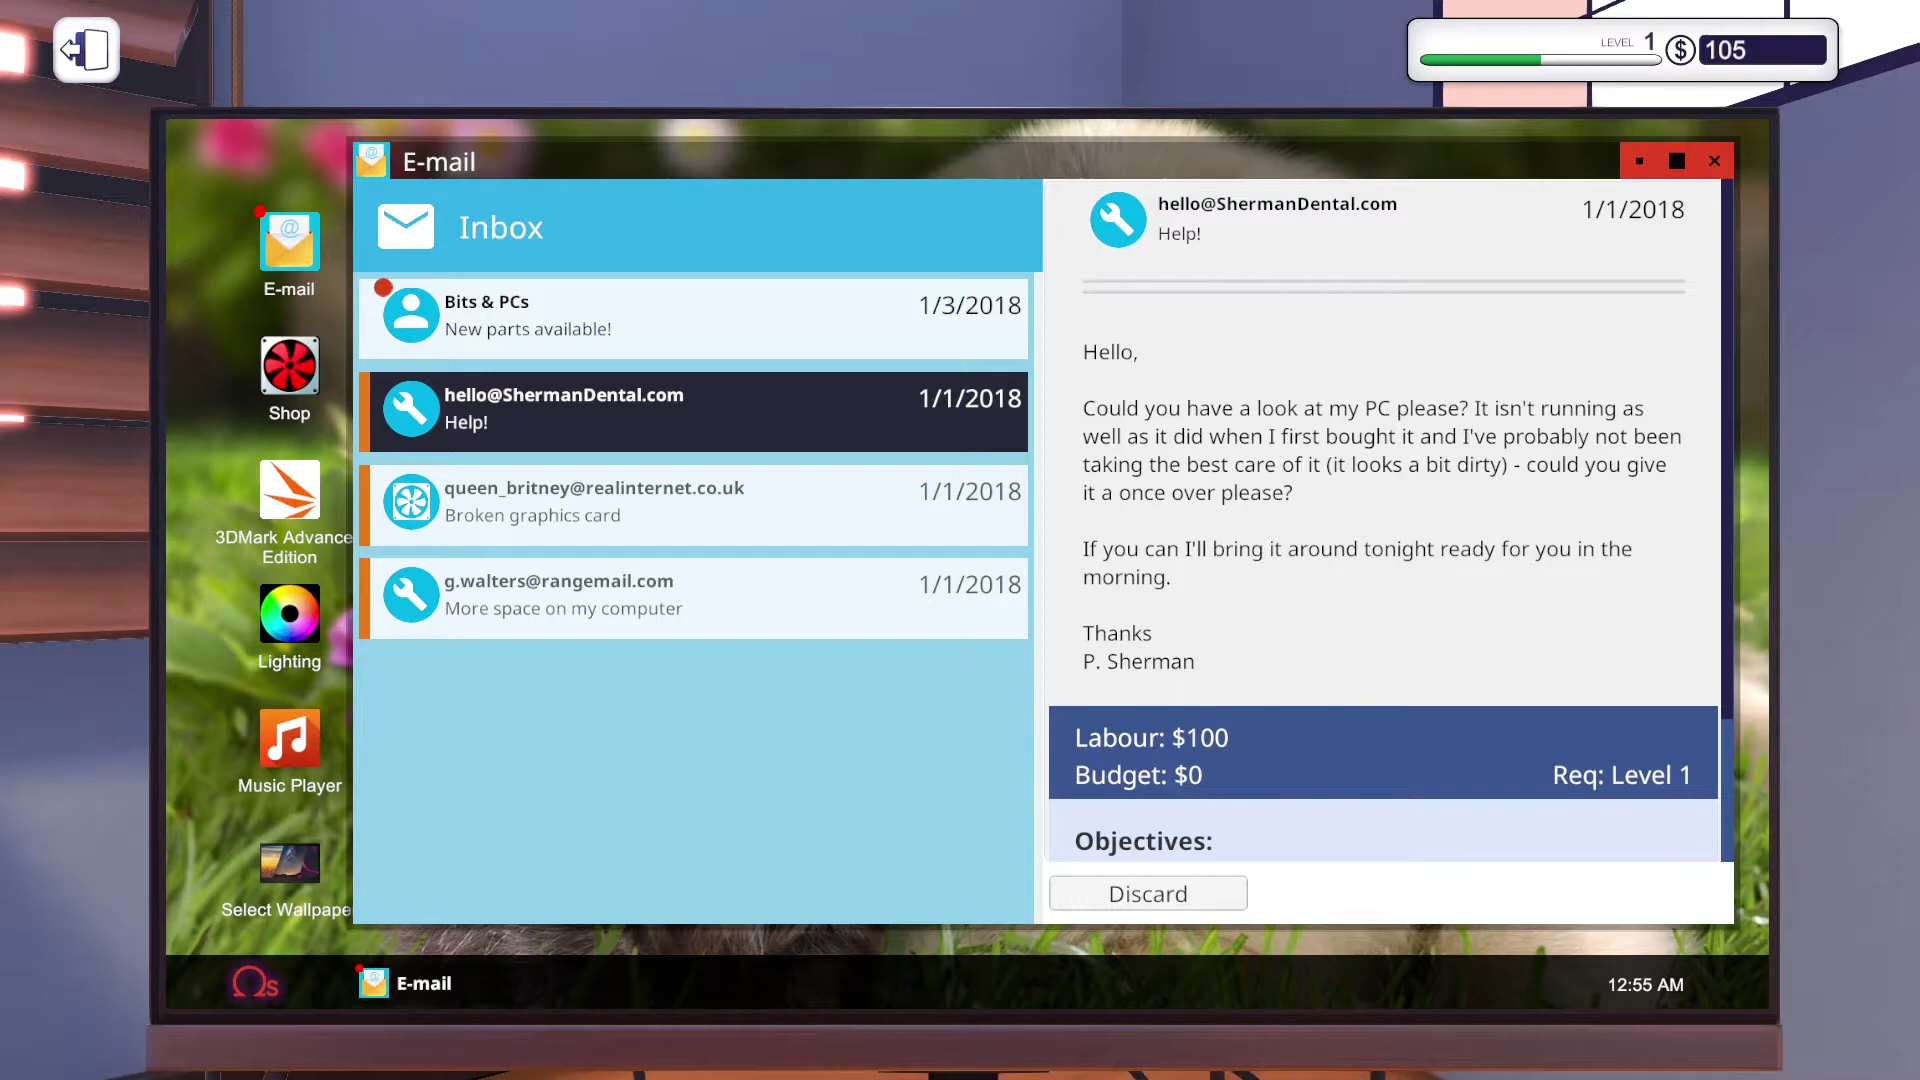 LEVEL 1
$ 105
E-mail
Inbox
Bits & PCs
1/3/2018
New parts available!
hello@ShermanDental.com
1/1/2018
Help!
queen_britney@realinternet.co.uk
1/1/2018
Broken graphics card
g.walters@rangemail.com
1/1/2018
More space on my computer
hello@ShermanDental.com
1/1/2018
Help!
Hello,
Could you have a look at my PC please? It isn't running as
well as it did when I first bought it and I've probably not been
taking the best care of it (it looks a bit dirty) - could you give
it a once over please?
If you can I'll bring it around tonight ready for you in the
morning.
Thanks
P. Sherman
Labour: $100
Budget: $0
Req: Level 1
Objectives:
Discard
E-mail
Shop
3DMark Advance
Edition
Lighting
Music Player
Select Wallpape
Ωs
E-mail
12:55 AM